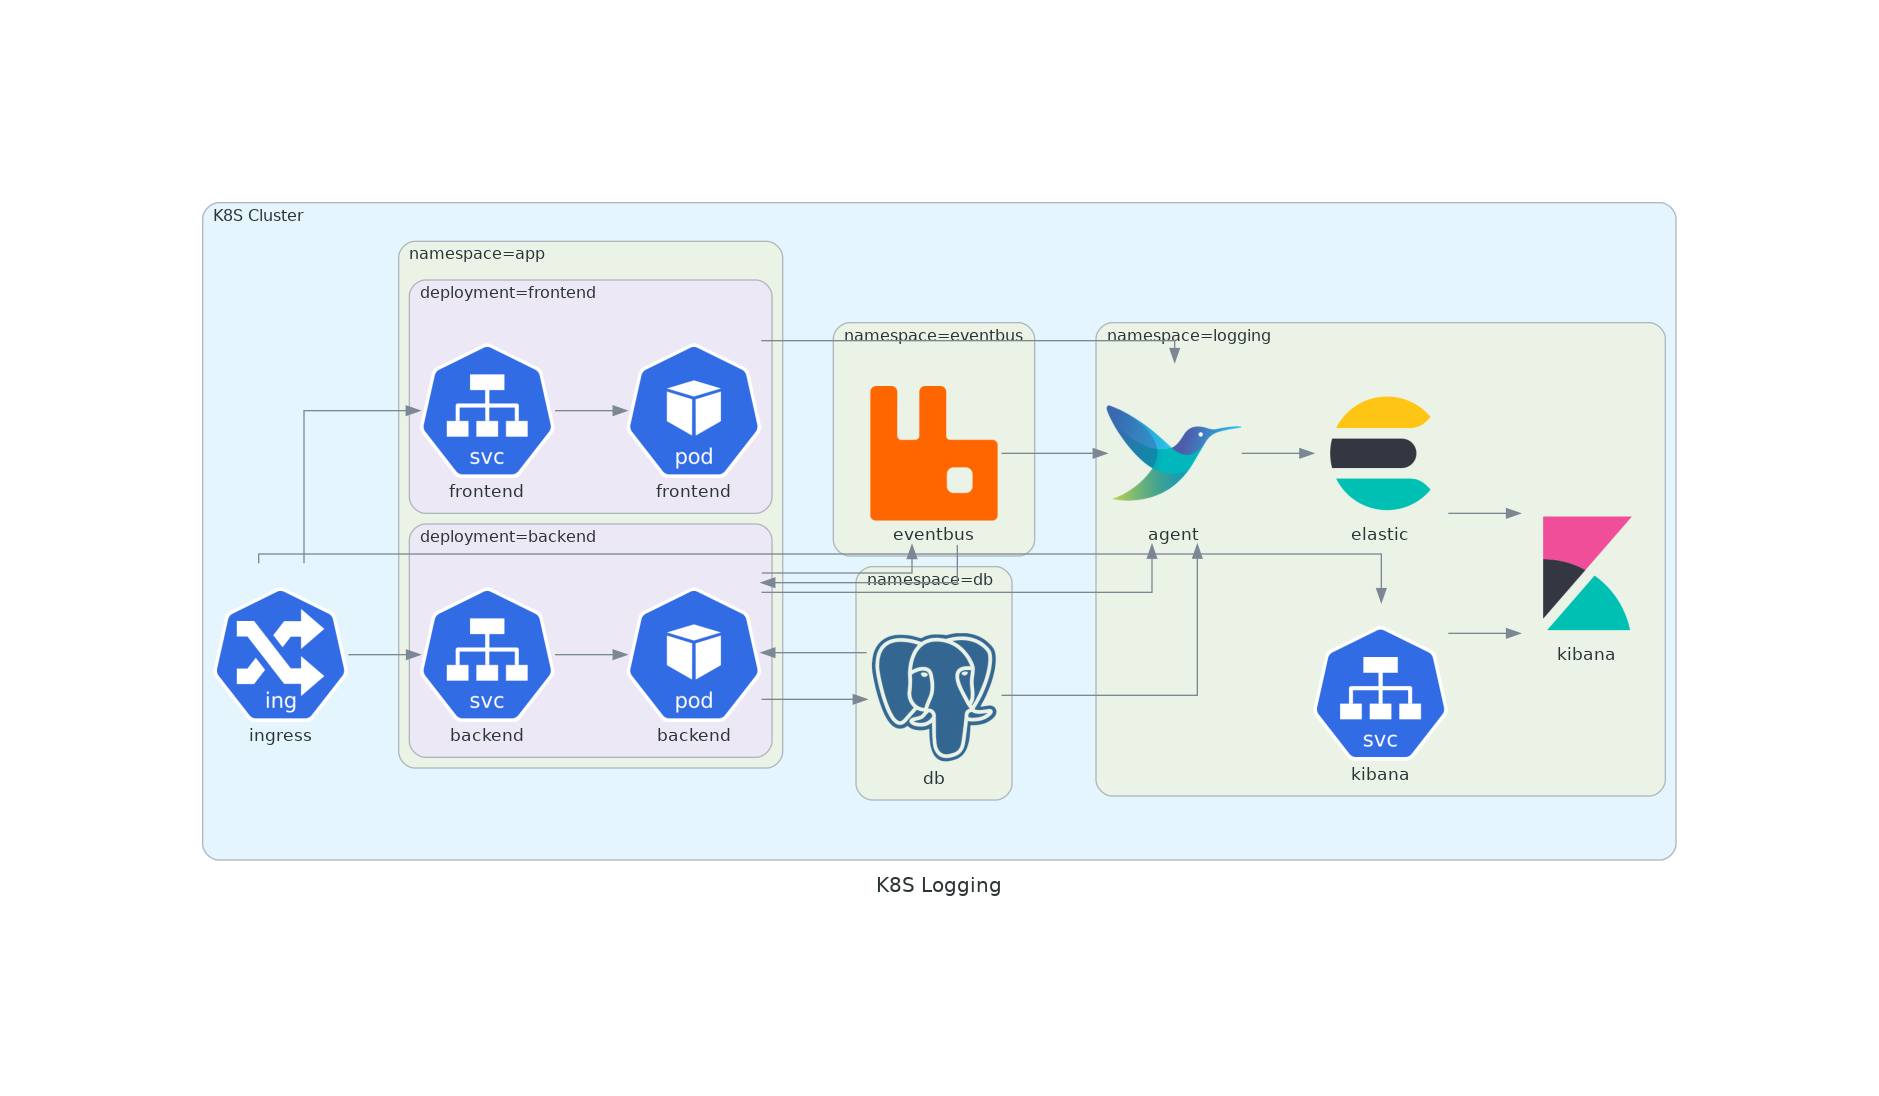 K8S Cluster
namespace=app
deployment=frontend
svc
frontend
pod
frontend
deployment=backend
ing
ingress
svc
backend
pod
backend
namespace=eventbus
eventbus
namespace=db
db
namespace=logging
agent
elastic
svc
kibana
kibana
K8S Logging